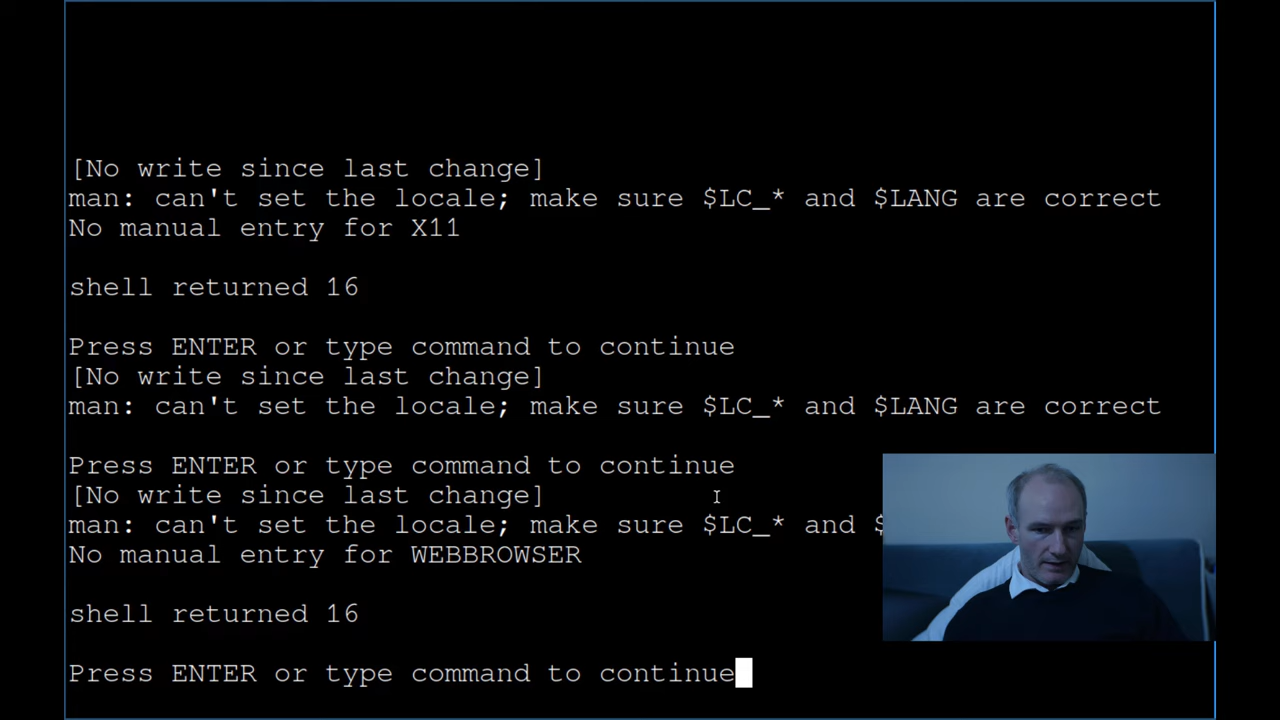 [No write since last change]
man: can't set the locale; make sure $LC_* and $LANG are correct
No manual entry for X11
shell returned 16
Press ENTER or type command to continue
[No write since last change]
man: can't set the locale; make sure $LC_* and $LANG are correct
Press ENTER or type command to continue
[No write since last change]
man: can't set the locale; make sure $LC_* and $
No manual entry for WEBBROWSER
shell returned 16
Press ENTER or type command to continue